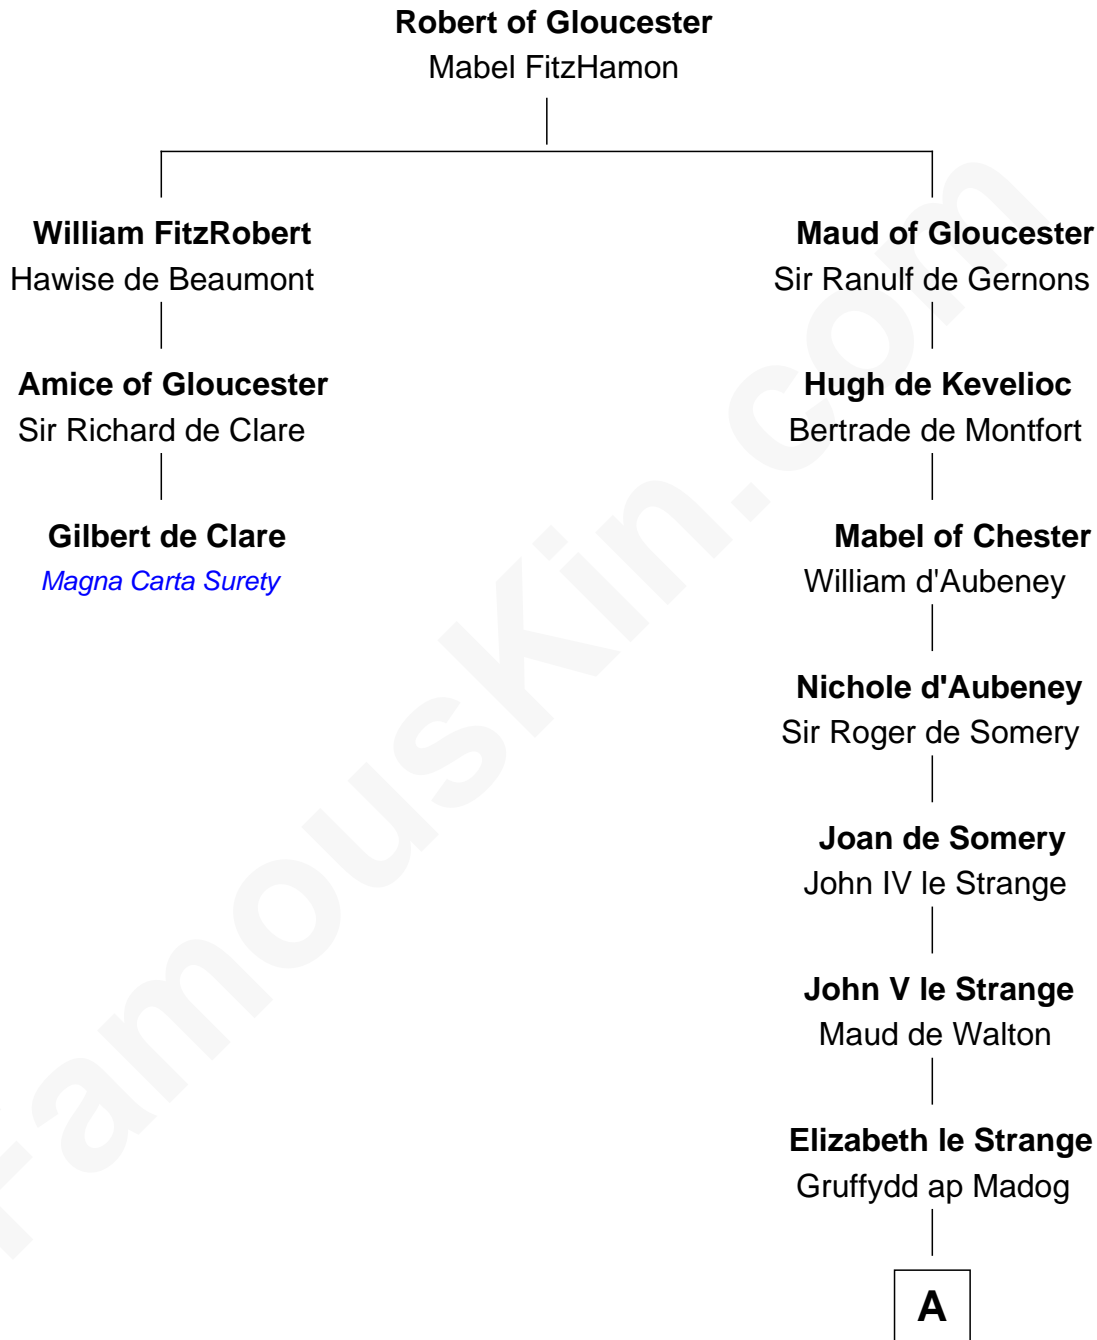 Robert of Gloucester
Mabel FitzHamon
William FitzRobert
Hawise de Beaumont
Amice of Gloucester
Sir Richard de Clare
Gilbert de Clare
Magna Carta Surety
Maud of Gloucester
Sir Ranulf de Gernons
Hugh de Kevelioc
Bertrade de Montfort
Mabel of Chester
William d'Aubeney
Nichole d'Aubeney
Sir Roger de Somery
Joan de Somery
John IV le Strange
John V le Strange
Maud de Walton
Elizabeth le Strange
Gruffydd ap Madog
A
FamousKin.com